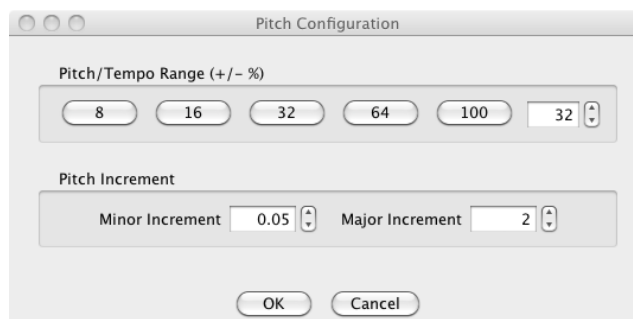 Pitch Configuration
Pitch/Tempo Range (+/- %)
8 16 32 64 100 32
Pitch Increment
Minor Increment 0.05 Major Increment 2
OK Cancel